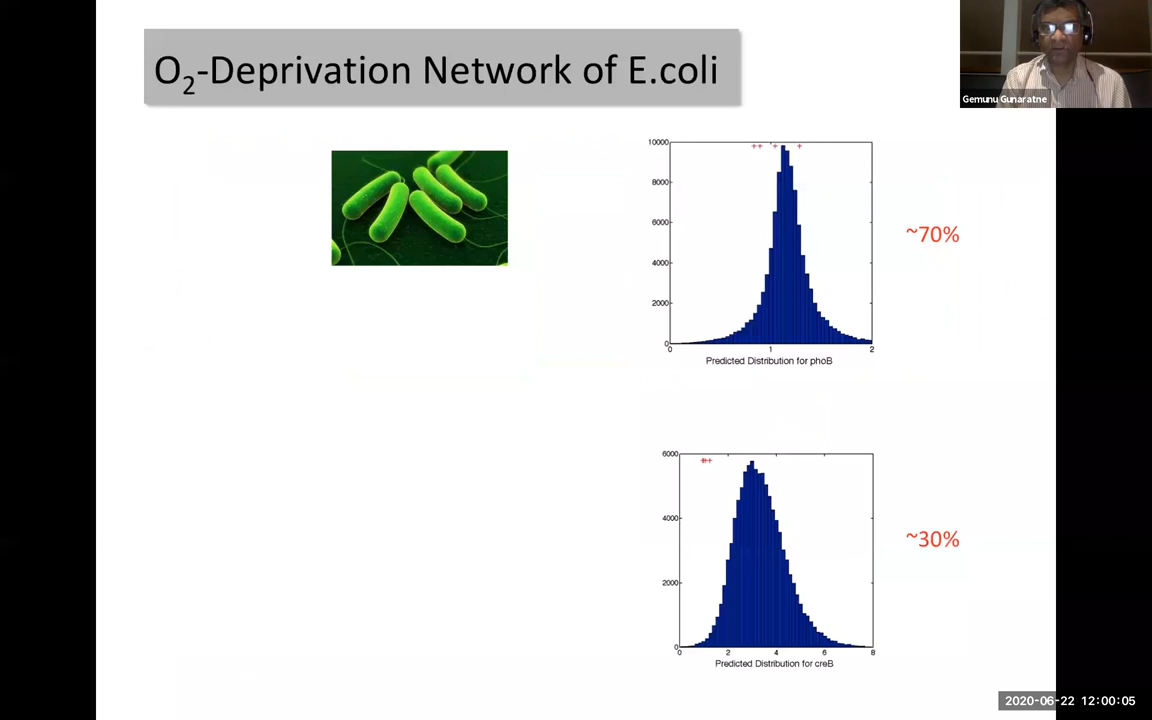 O2-Deprivation Network of E.coli
Gemunu Gunaratne
10000
8000
6000
4000
2000
0
0 1 2
Predicted Distribution for phoB
~70%
6000
4000
2000
0
0 2 4 6 8
Predicted Distribution for creB
~30%
2020-06-22 12:00:05